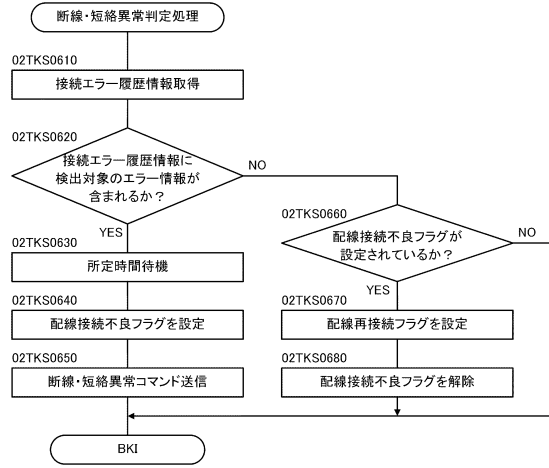 断線・短絡異常判定処理
02TKS0610
接続エラー履歴情報取得
02TKS0620
接続エラー履歴情報に
検出対象のエラー情報が
含まれるか?
NO
YES
02TKS0630
所定時間待機
02TKS0640
配線接続不良フラグを設定
02TKS0650
断線・短絡異常コマンド送信
02TKS0660
配線接続不良フラグが
設定されているか?
NO
YES
02TKS0670
配線再接続フラグを設定
02TKS0680
配線接続不良フラグを解除
BKI